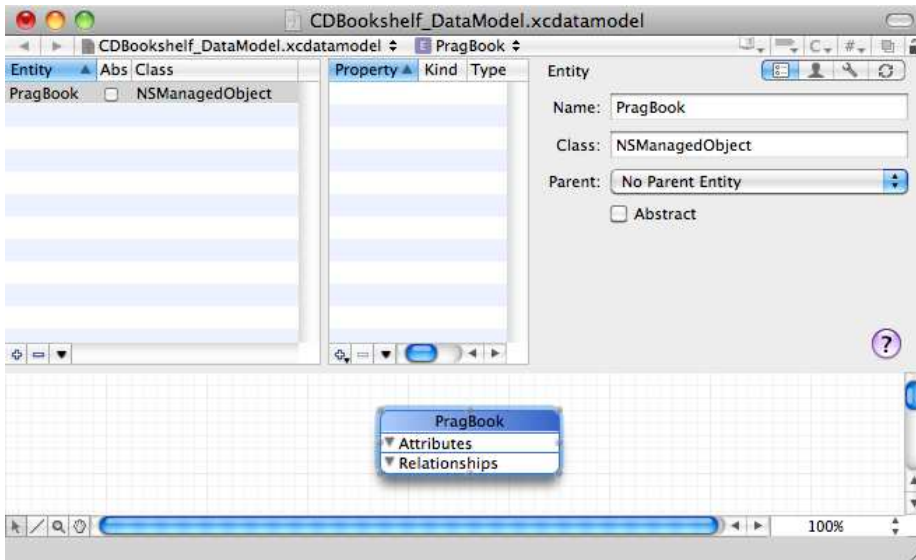 CDBookshelf_DataModel.xcdatamodel
CDBookshelf_DataModel.xcdatamodel E PragBook
C #
Entity Abs Class
PragBook NSManagedObject
Property Kind Type
Entity
Name: PragBook
Class: NSManagedObject
Parent: No Parent Entity
Abstract
?
PragBook
Attributes
Relationships
100%